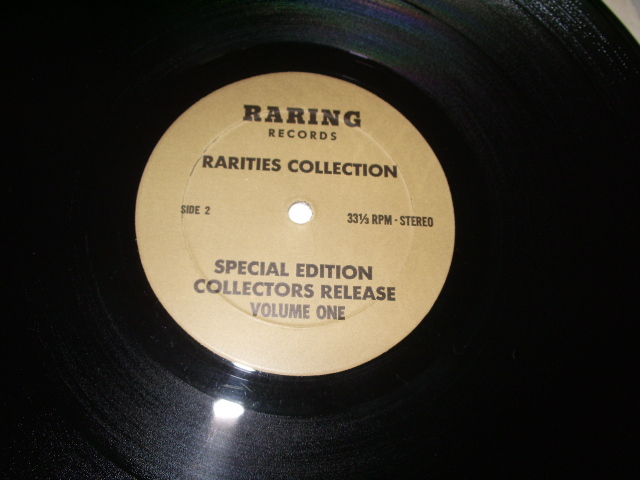 RARING
RECORDS
RARITIES COLLECTION
SIDE 2
33⅓ RPM - STEREO
SPECIAL EDITION
COLLECTORS RELEASE
VOLUME ONE